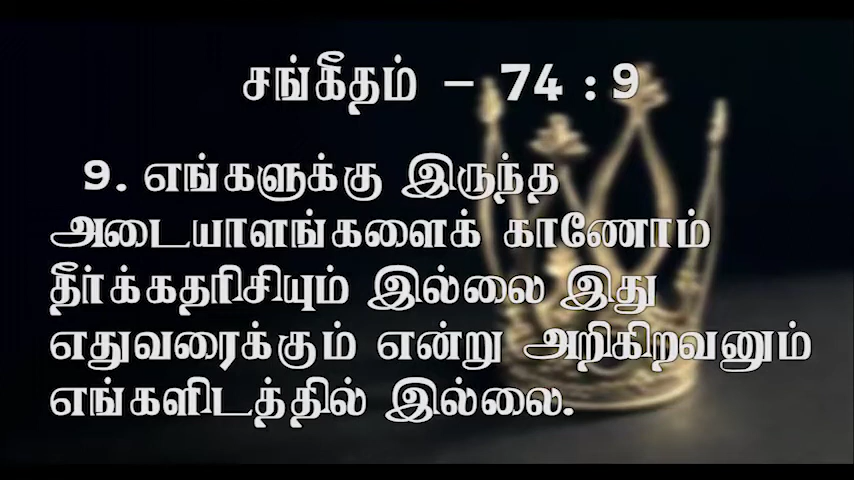 சங்கீதம் - 74 : 9
9. எங்களுக்கு இருந்த
அடையாளங்களைக் காணோம்
தீர்க்கதரிசியும் இல்லை இது
எதுவரைக்கும் என்று அறிகிறவனும்
எங்களிடத்தில் இல்லை.